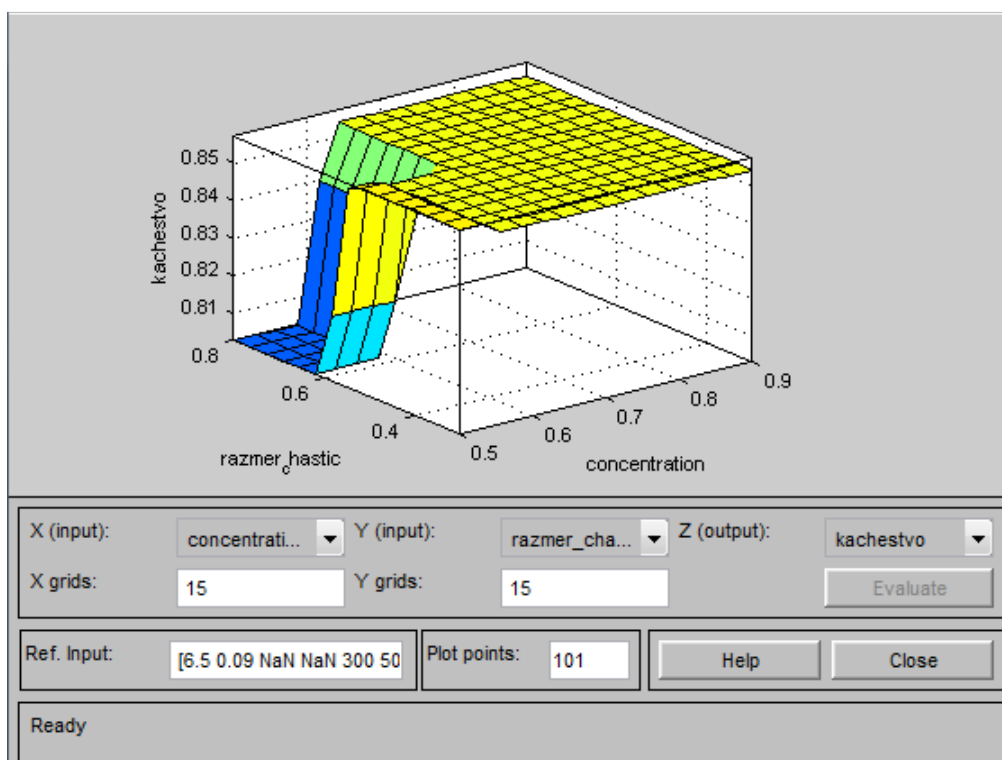 0.85
0.84
0.83
0.82
0.81
kachestvo
0.8
0.6
0.4
razmer_chastic
0.5
0.6
0.7
0.8
0.9
concentration
X (input): concentrati... Y (input): razmer_cha... Z (output): kachestvo
X grids: 15 Y grids: 15 Evaluate
Ref. Input: [6.5 0.09 NaN NaN 300 50 Plot points: 101 Help Close
Ready